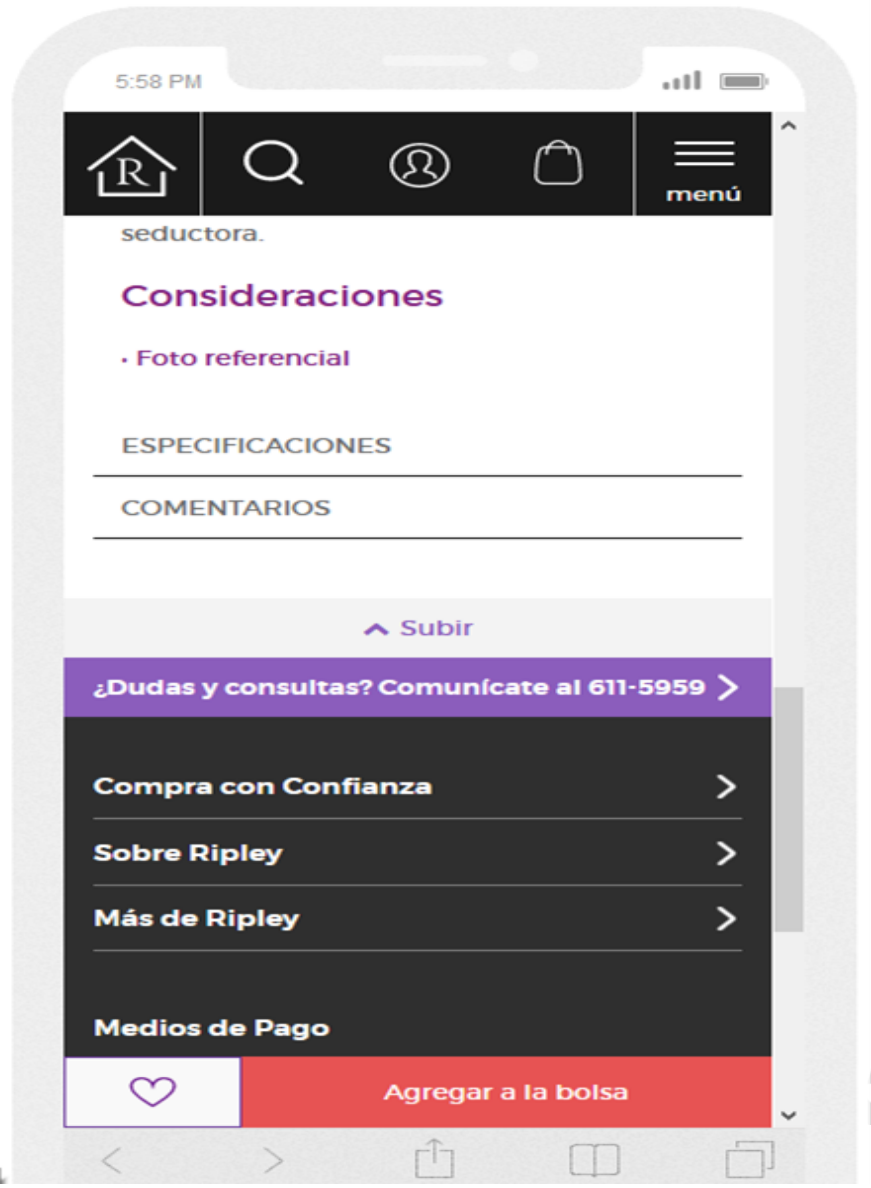 5:58 PM
R
menú
seductora.
Consideraciones
· Foto referencial
ESPECIFICACIONES
COMENTARIOS
Subir
¿Dudas y consultas? Comunícate al 611-5959
Compra con Confianza
Sobre Ripley
Más de Ripley
Medios de Pago
Agregar a la bolsa